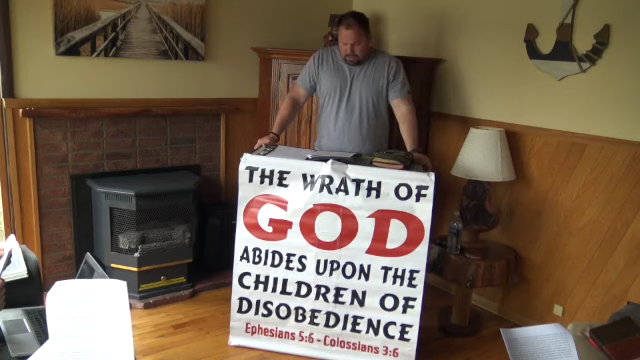 THE WRATH OF
GOD
ABIDES UPON THE
CHILDREN OF
DISOBEDIENCE
Ephesians 5:6 - Colossians 3:6